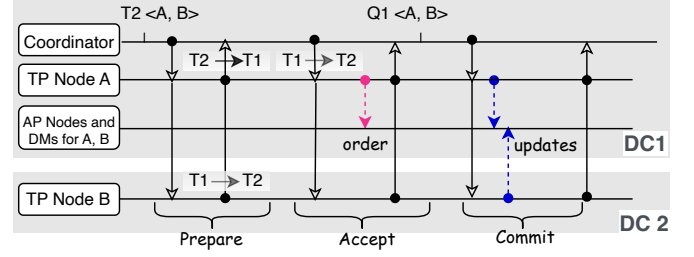 T2 <A, B>
Q1 <A, B>
Coordinator
T2 → T1
T1 → T2
TP Node A
AP Nodes and
DMs for A, B
order
updates
DC1
T1 → T2
TP Node B
DC 2
Prepare
Accept
Commit